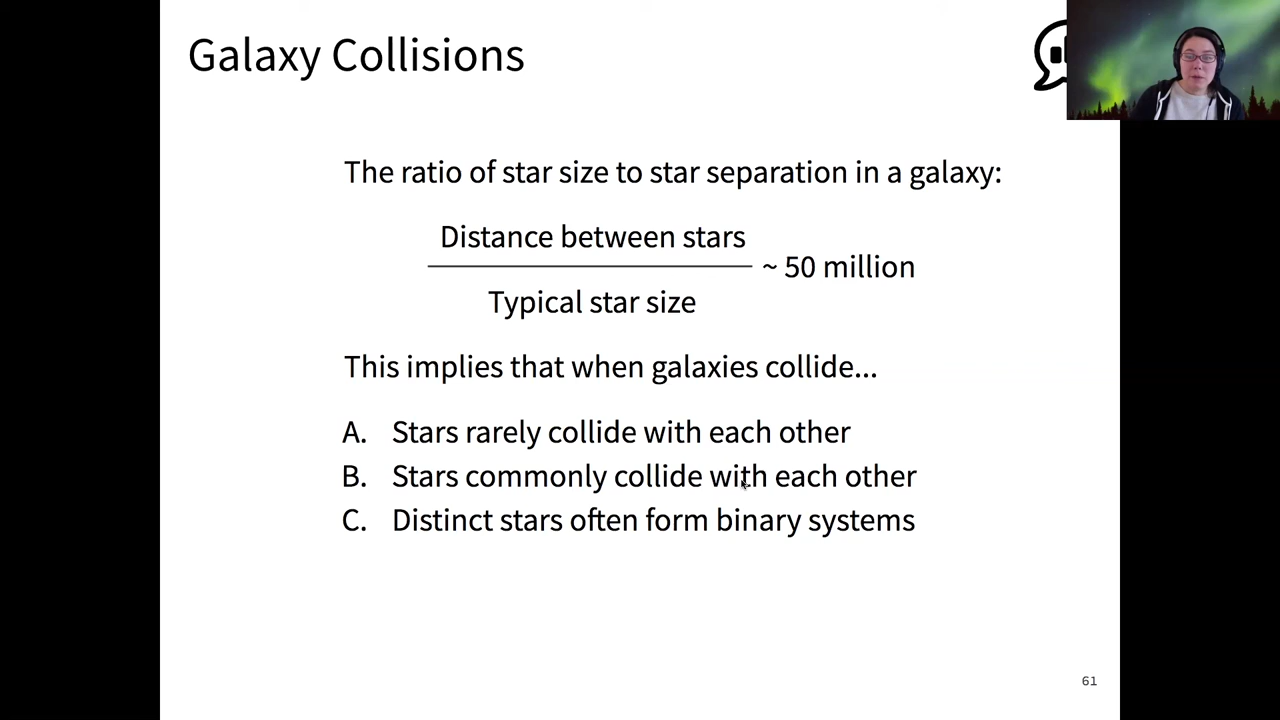 Galaxy Collisions
The ratio of star size to star separation in a galaxy:
Distance between stars
~ 50 million
Typical star size
This implies that when galaxies collide...
A. Stars rarely collide with each other
B. Stars commonly collide with each other
C. Distinct stars often form binary systems
61